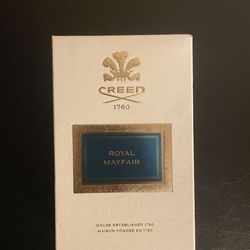 CREED
1760
ROYAL
MAYFAIR
HOUSE ESTABLISHED 1760
MAISON FONDÉE EN 1760